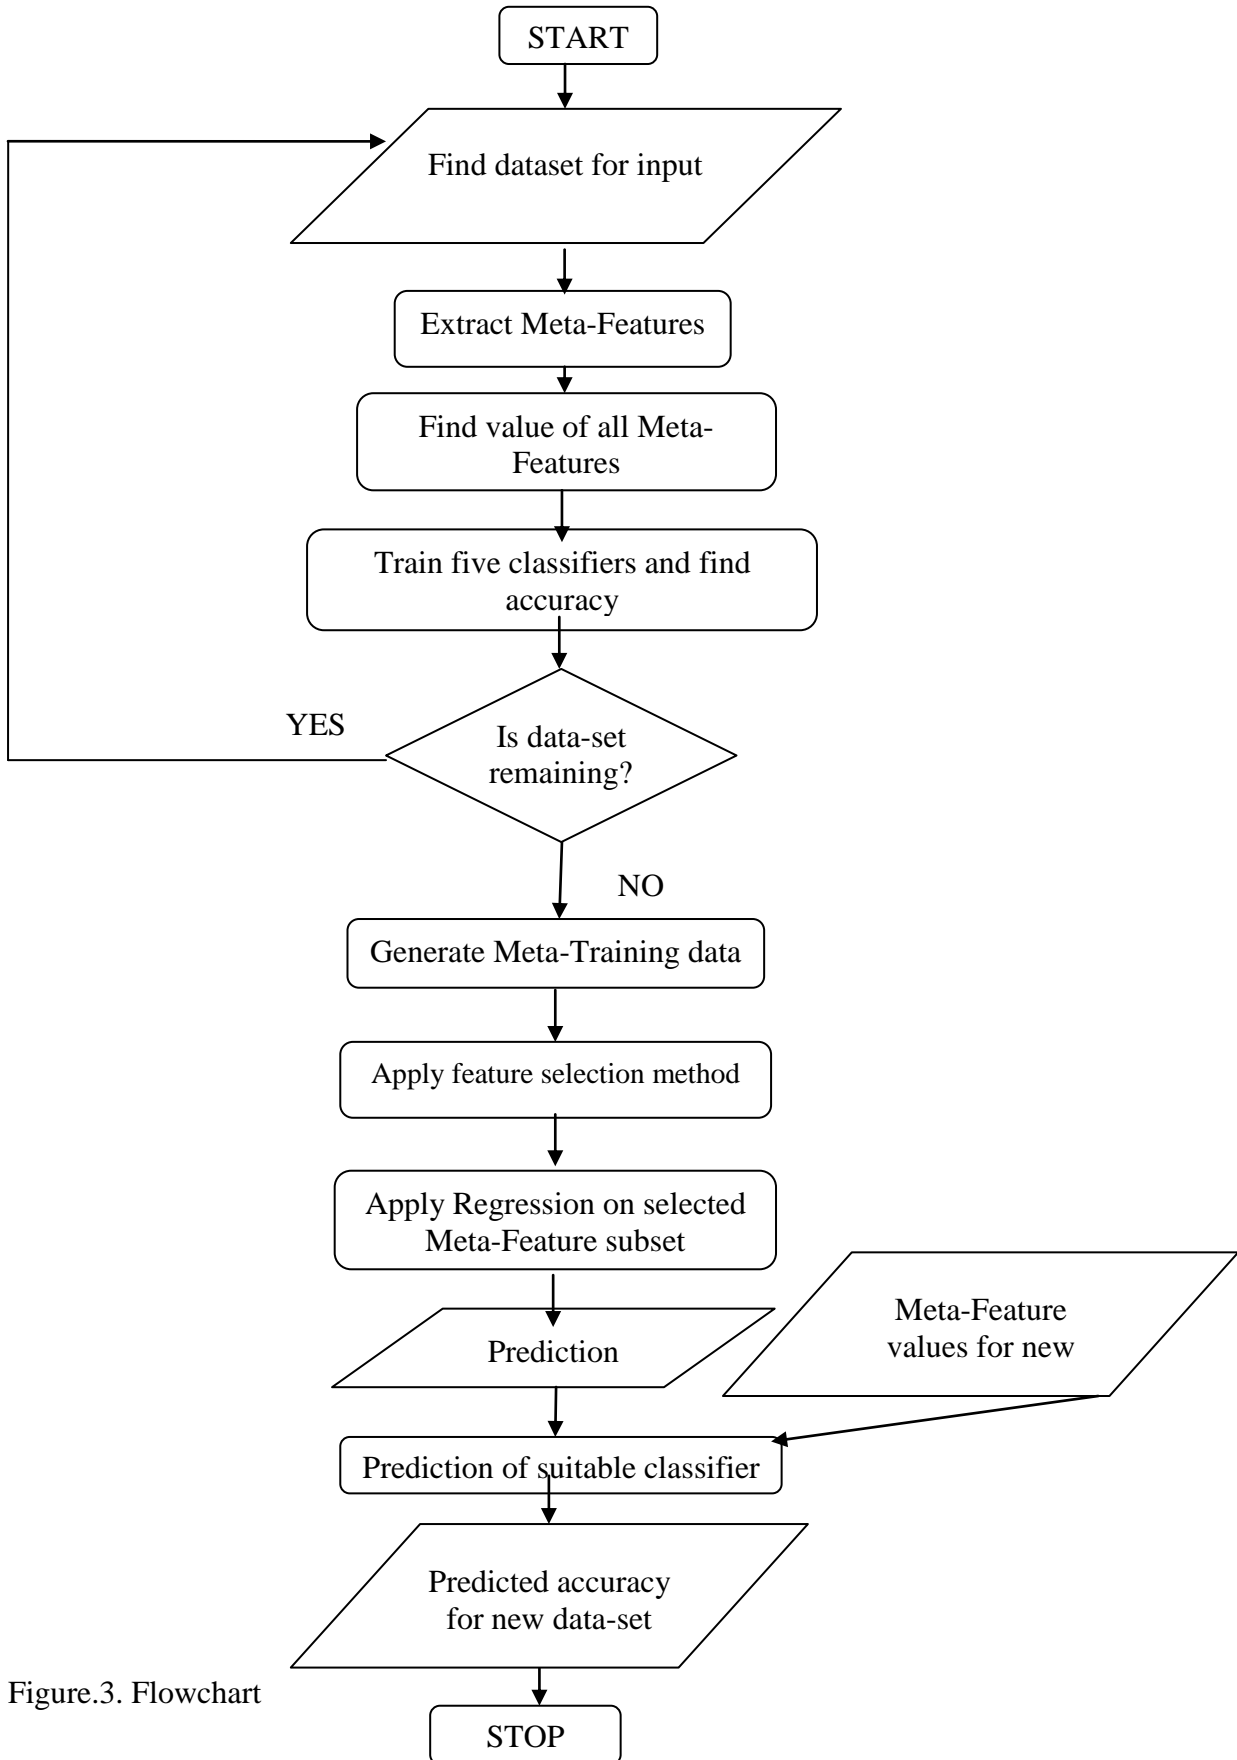 START
Find dataset for input
Extract Meta-Features
Find value of all Meta-
Features
Train five classifiers and find
accuracy
YES
Is data-set
remaining?
NO
Generate Meta-Training data
Apply feature selection method
Apply Regression on selected
Meta-Feature subset
Meta-Feature
values for new
Prediction
Prediction of suitable classifier
Predicted accuracy
for new data-set
Figure.3. Flowchart
STOP